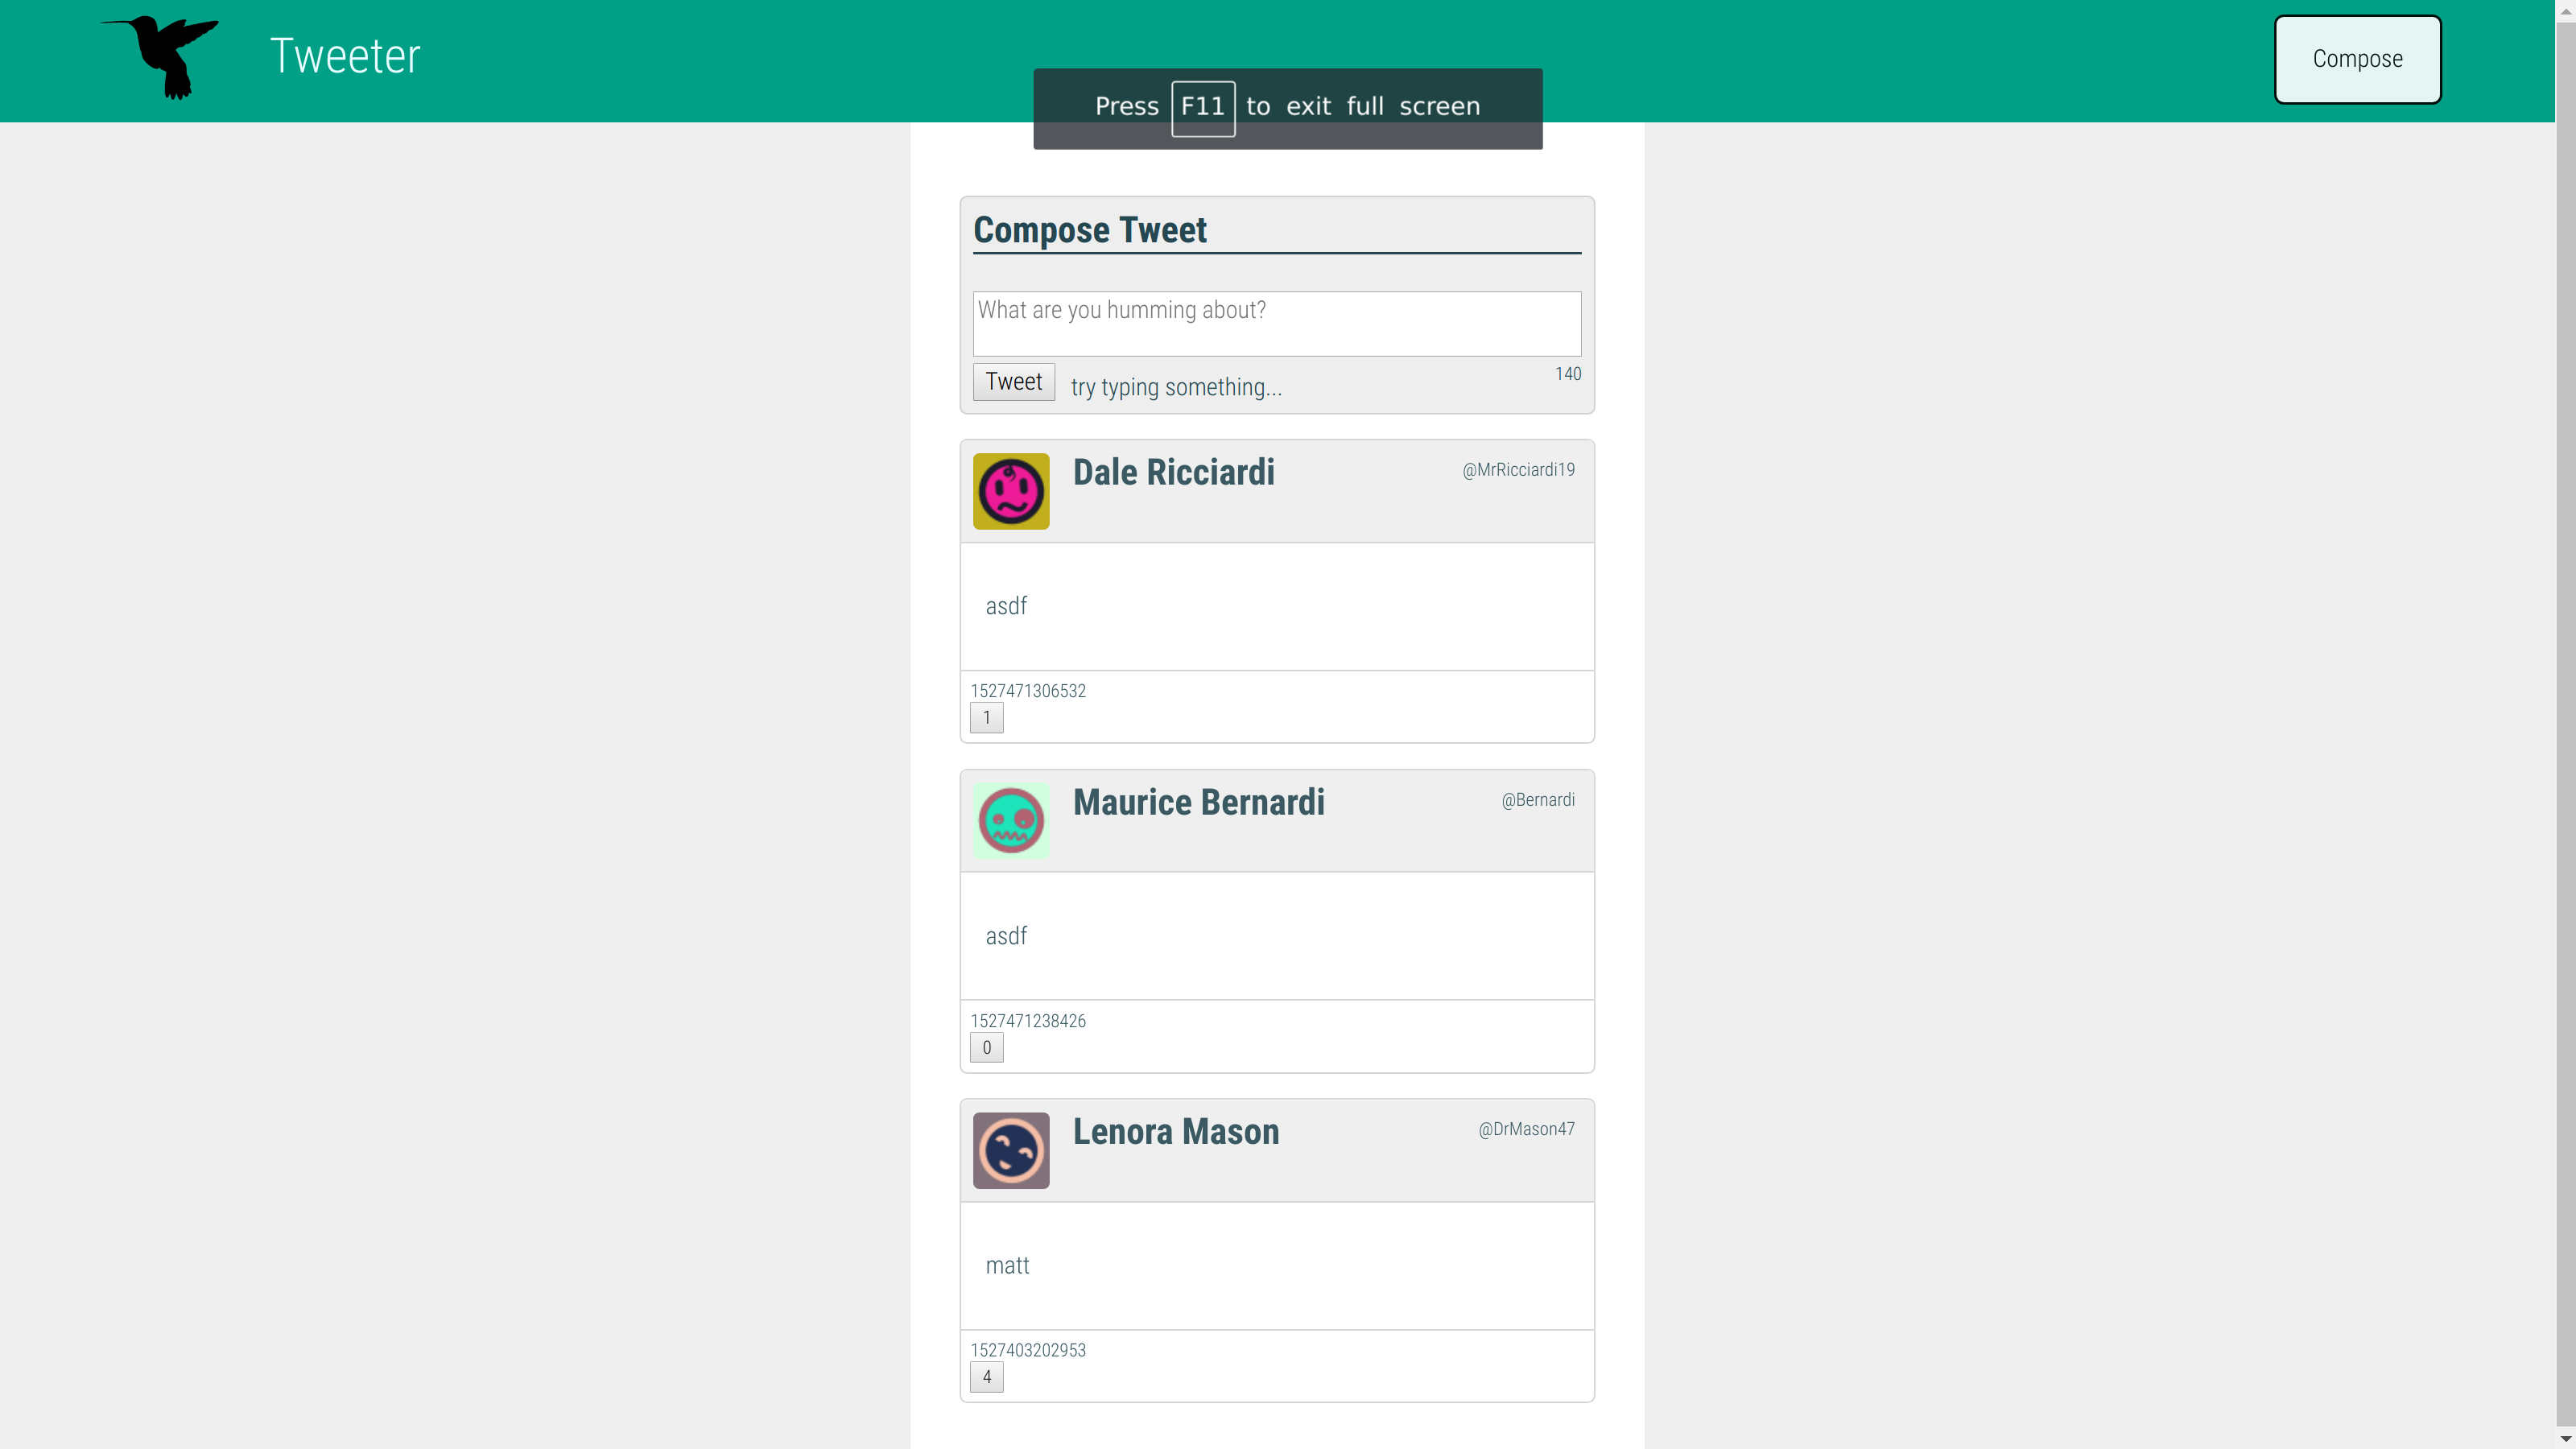 Tweeter
Compose
Press F11 to exit full screen
Compose Tweet
What are you humming about?
Tweet
try typing something...
140
Dale Ricciardi
@MrRicciardi19
asdf
1527471306532
1
Maurice Bernardi
@Bernardi
asdf
1527471238426
0
Lenora Mason
@DrMason47
matt
1527403202953
4